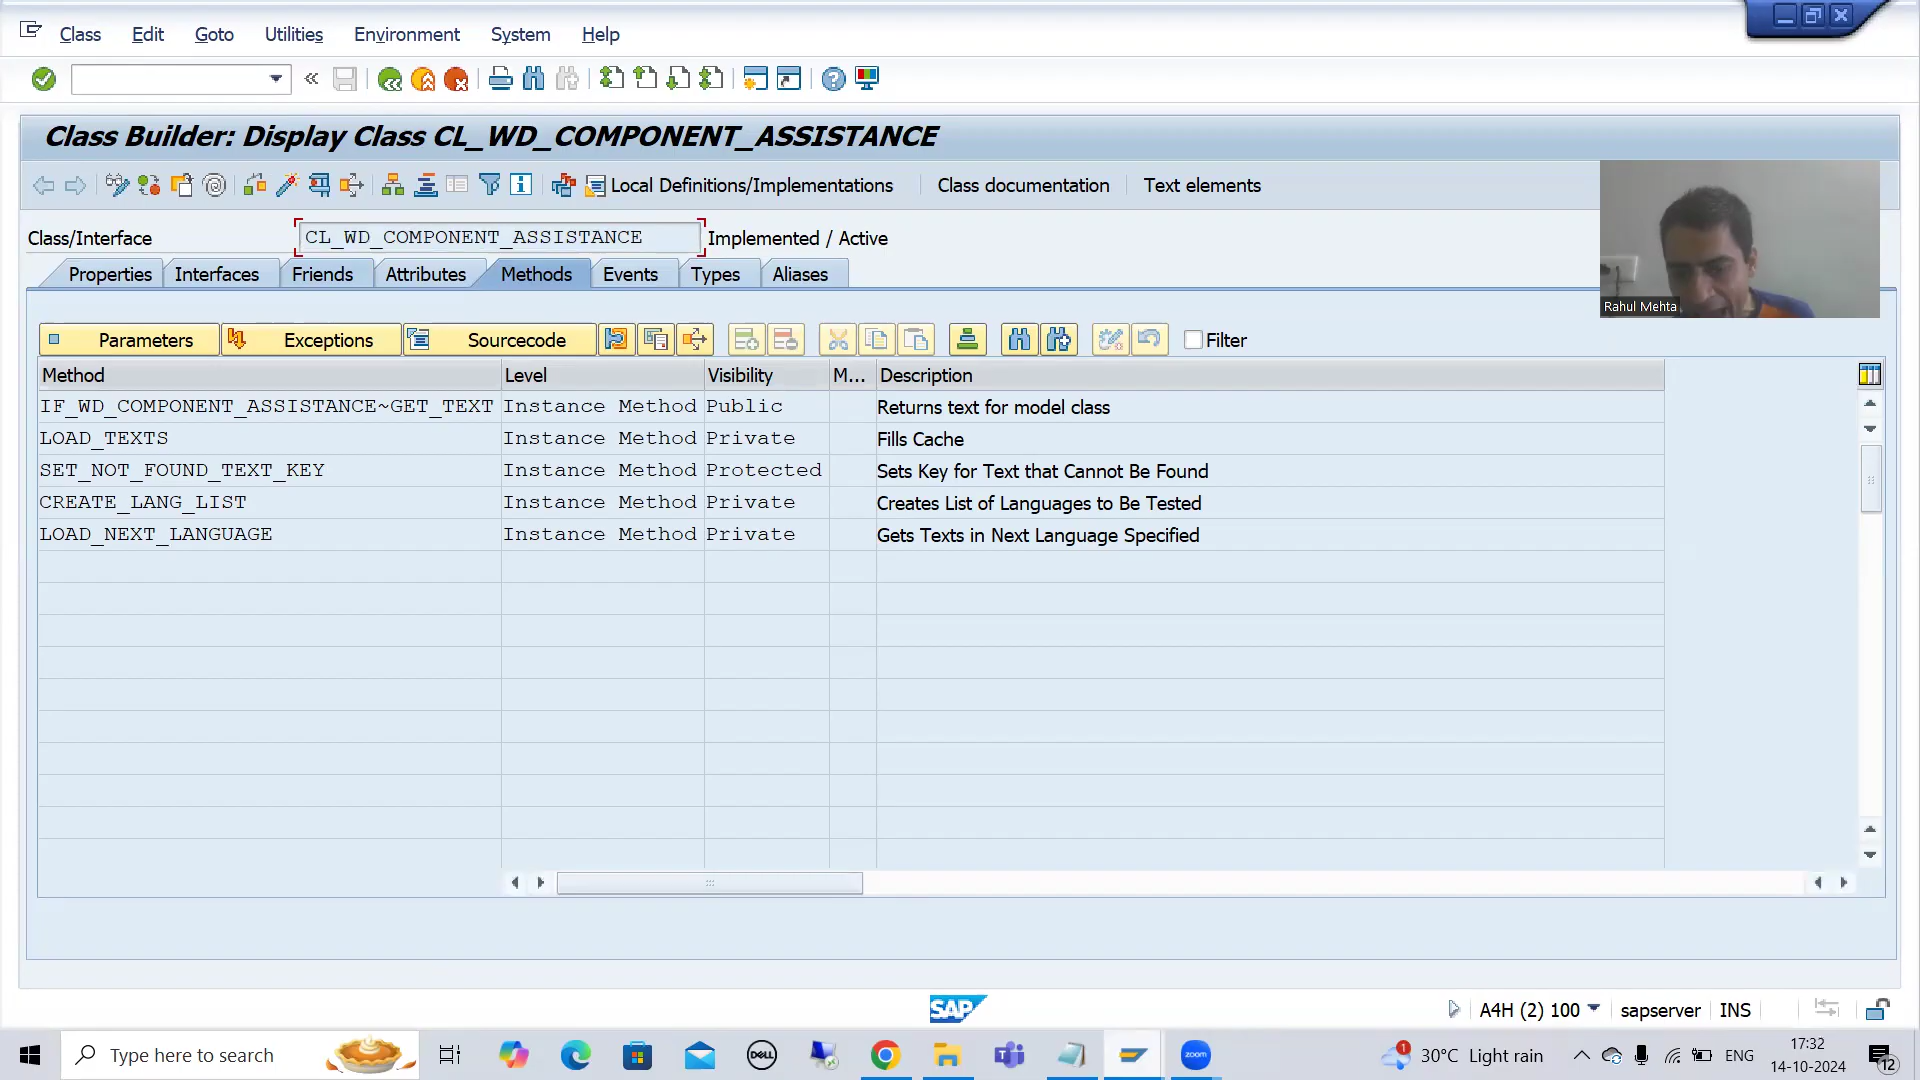 Class Edit Goto Utilities Environment System Help
Class Builder: Display Class CL_WD_COMPONENT_ASSISTANCE
Local Definitions/Implementations Class documentation Text elements
Class/Interface CL_WD_COMPONENT_ASSISTANCE Implemented / Active
Properties Interfaces Friends Attributes Methods Events Types Aliases
Rahul Mehta
Parameters Exceptions Sourcecode Filter
Method Level Visibility M... Description
IF_WD_COMPONENT_ASSISTANCE~GET_TEXT Instance Method Public Returns text for model class
LOAD_TEXTS Instance Method Private Fills Cache
SET_NOT_FOUND_TEXT_KEY Instance Method Protected Sets Key for Text that Cannot Be Found
CREATE_LANG_LIST Instance Method Private Creates List of Languages to Be Tested
LOAD_NEXT_LANGUAGE Instance Method Private Gets Texts in Next Language Specified
SAP A4H (2) 100 sapserver INS
Type here to search DELL zoom 1 30°C Light rain ENG 17:32
14-10-2024 12